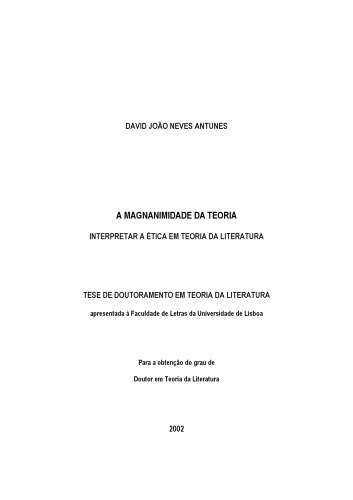 DAVID JOÃO NEVES ANTUNES
A MAGNANIMIDADE DA TEORIA
INTERPRETAR A ÉTICA EM TEORIA DA LITERATURA
TESE DE DOUTORAMENTO EM TEORIA DA LITERATURA
apresentada à Faculdade de Letras da Universidade de Lisboa
Para a obtenção do grau de
Doutor em Teoria da Literatura
2002